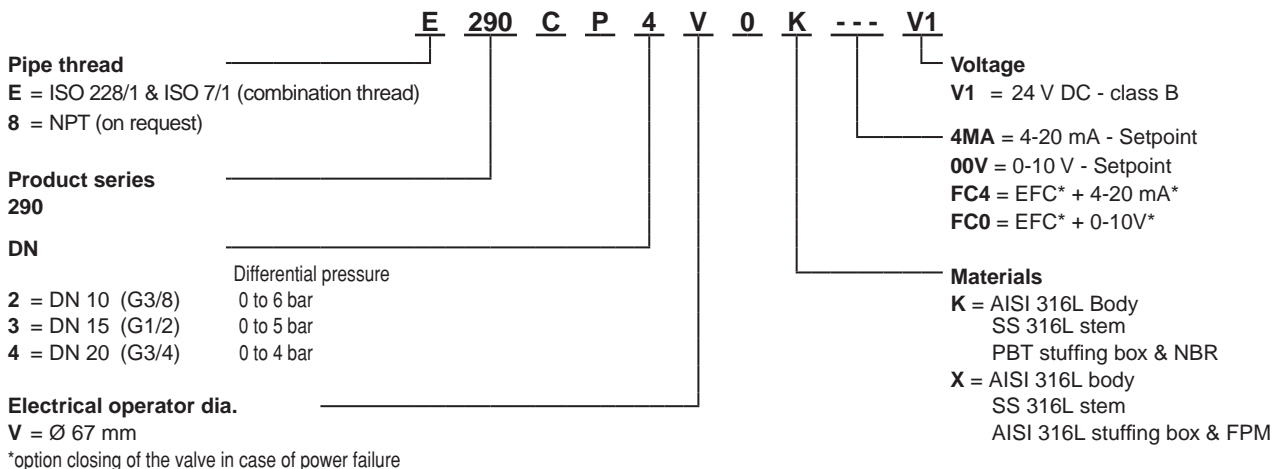 E 290 C P 4 V 0 K - - - V1
Pipe thread
E = ISO 228/1 & ISO 7/1 (combination thread)
8 = NPT (on request)
Product series
290
DN
Differential pressure
2 = DN 10 (G3/8) 0 to 6 bar
3 = DN 15 (G1/2) 0 to 5 bar
4 = DN 20 (G3/4) 0 to 4 bar
Electrical operator dia.
V = Ø 67 mm
*option closing of the valve in case of power failure
Voltage
V1 = 24 V DC - class B
4MA = 4-20 mA - Setpoint
00V = 0-10 V - Setpoint
FC4 = EFC* + 4-20 mA*
FC0 = EFC* + 0-10V*
Materials
K = AISI 316L Body
SS 316L stem
PBT stuffing box & NBR
X = AISI 316L body
SS 316L stem
AISI 316L stuffing box & FPM